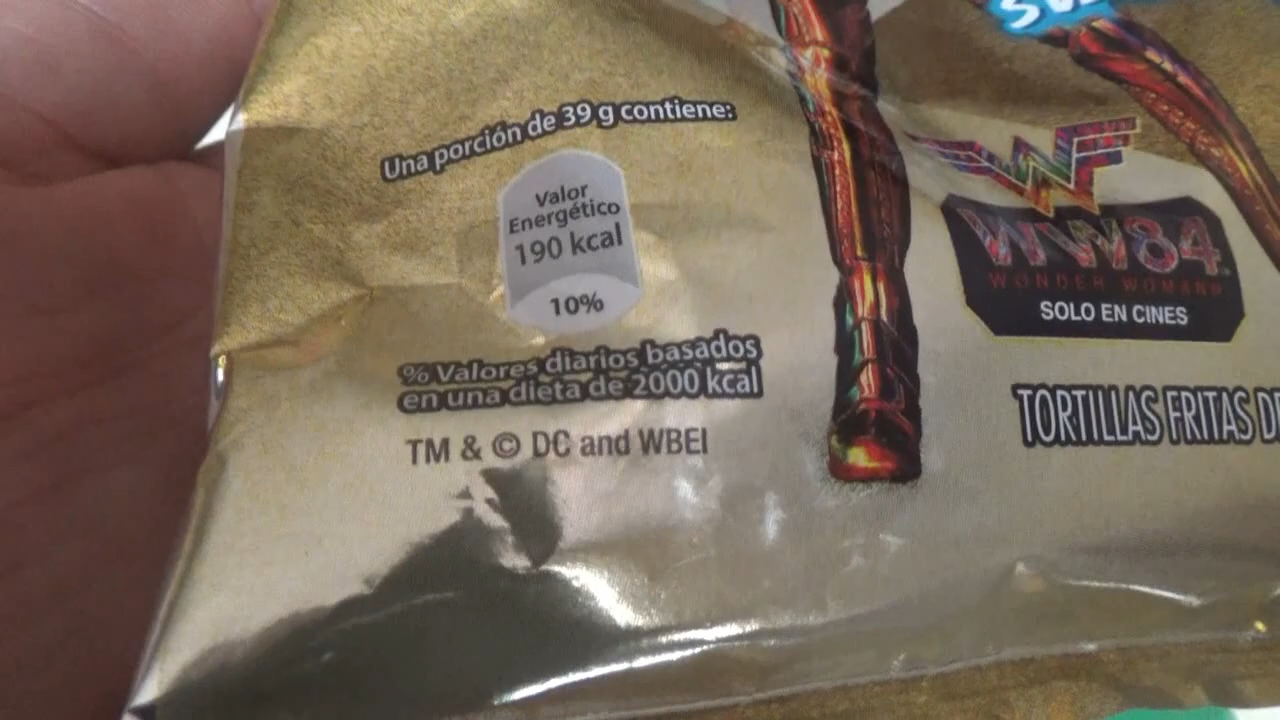 Una porción de 39 g contiene:
Valor
Energético
190 kcal
10%
% Valores diarios basados
en una dieta de 2000 kcal
TM & © DC and WBEI
WW84
WONDER WOMAN
SOLO EN CINES
TORTILLAS FRITAS